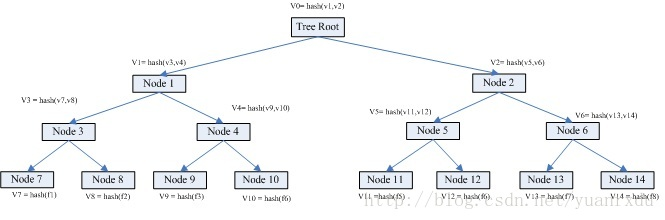 V0= hash(v1,v2)
Tree Root
V1= hash(v3,v4)
V2= hash(v5,v6)
Node 1
Node 2
V3 = hash(v7,v8)
V4= hash(v9,v10)
V5= hash(v11,v12)
V6= hash(v13,v14)
Node 3
Node 4
Node 5
Node 6
Node 7
Node 8
Node 9
Node 10
Node 11
Node 12
Node 13
Node 14
V7 = hash(f1)
V8 = hash(f2)
V9 = hash(f3)
V10 = hash(f6)
V11 =hash(f5)
V12 =hash(f6)
V13 =hash(f7)
V14 = hash(f8)